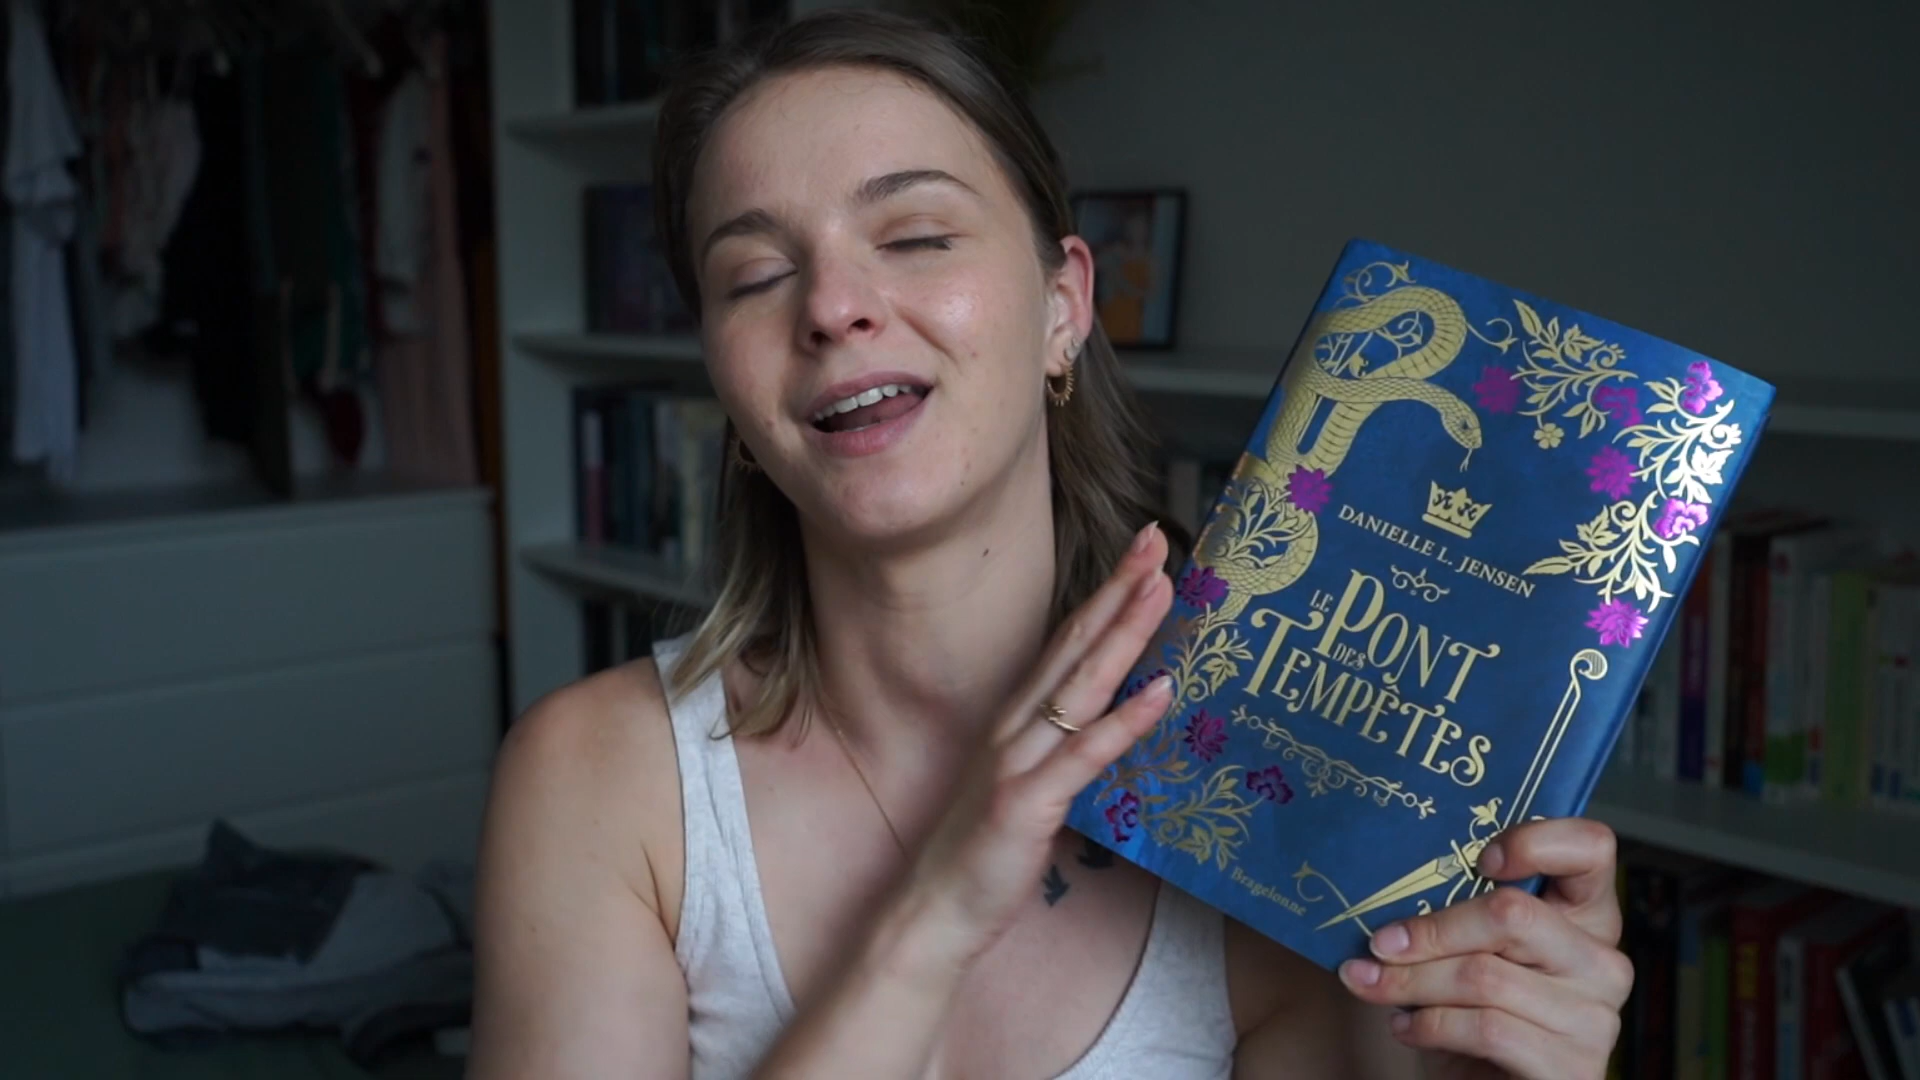 DANIELLE L. JENSEN
LE PONT
DES
TEMPÊTES
Bragelonne